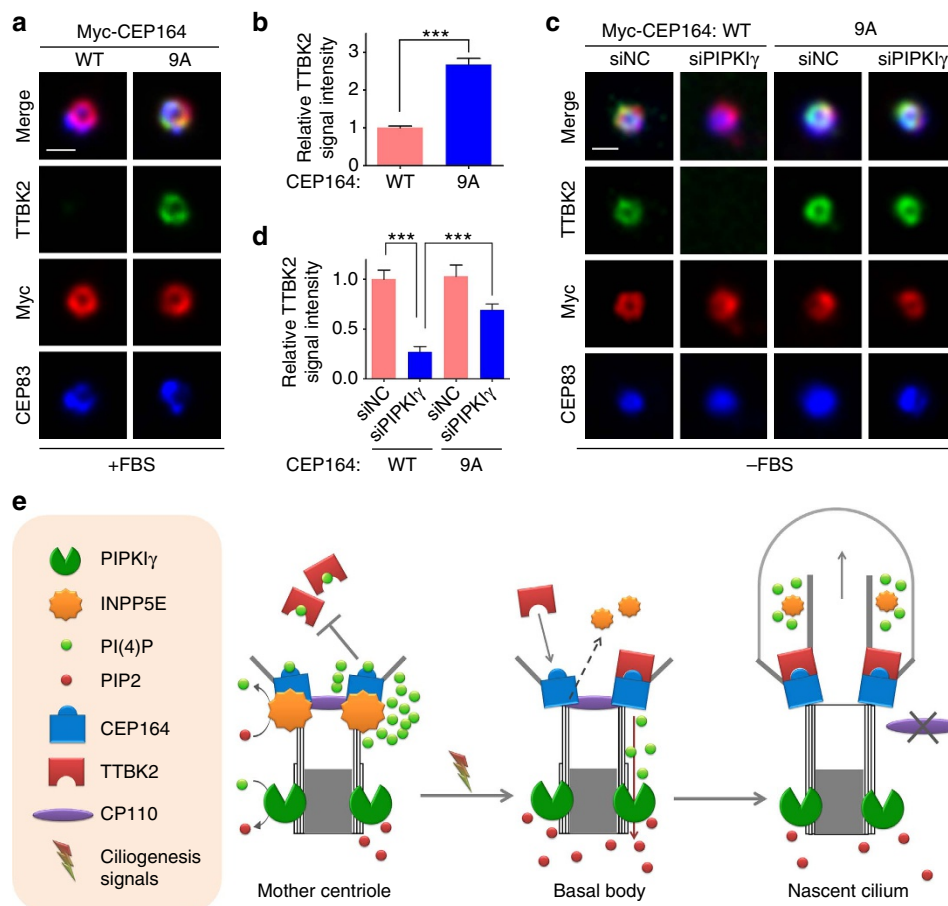 a
Myc-CEP164
WT 9A
Merge
TTBK2
Myc
CEP83
+FBS
b
Relative TTBK2
signal intensity
3
2
1
0
***
CEP164: WT 9A
d
Relative TTBK2
signal intensity
1.0
0.5
0.0
*** ***
siNC siPIPKIγ siNC siPIPKIγ
CEP164: WT 9A
c
Myc-CEP164: WT 9A
siNC siPIPKIγ siNC siPIPKIγ
Merge
TTBK2
Myc
CEP83
–FBS
e
PIPKIγ
INPP5E
PI(4)P
PIP2
CEP164
TTBK2
CP110
Ciliogenesis
signals
Mother centriole Basal body Nascent cilium